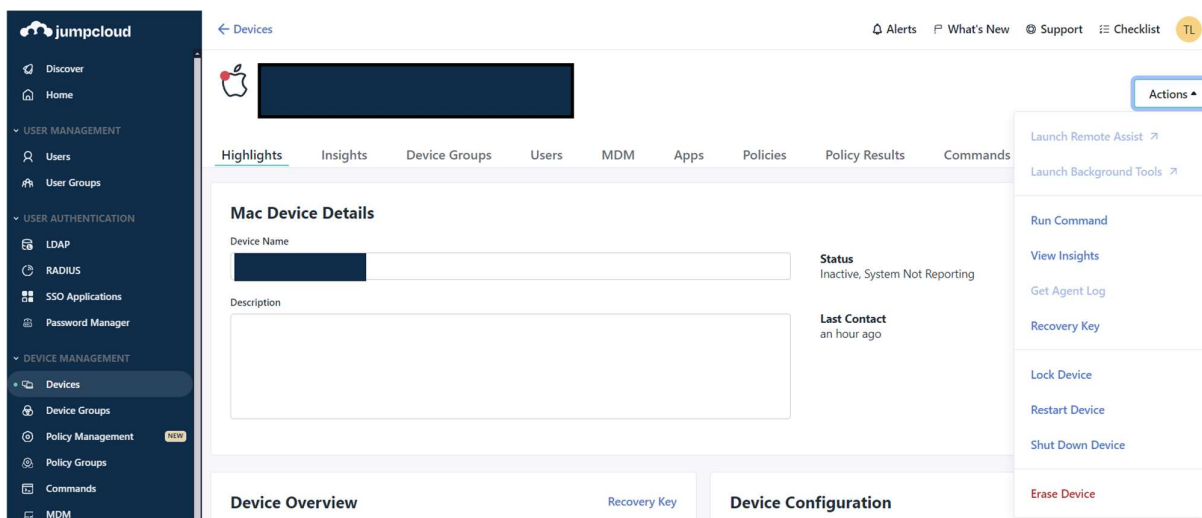 jumpcloud
Discover
Home
USER MANAGEMENT
Users
User Groups
USER AUTHENTICATION
LDAP
RADIUS
SSO Applications
Password Manager
DEVICE MANAGEMENT
Devices
Device Groups
Policy Management NEW
Policy Groups
Commands
MDM
← Devices
Alerts What's New Support Checklist TL
Actions
Highlights Insights Device Groups Users MDM Apps Policies Policy Results Commands
Launch Remote Assist
Launch Background Tools
Run Command
View Insights
Get Agent Log
Recovery Key
Lock Device
Restart Device
Shut Down Device
Erase Device
Mac Device Details
Device Name
Description
Status
Inactive, System Not Reporting
Last Contact
an hour ago
Device Overview Recovery Key
Device Configuration